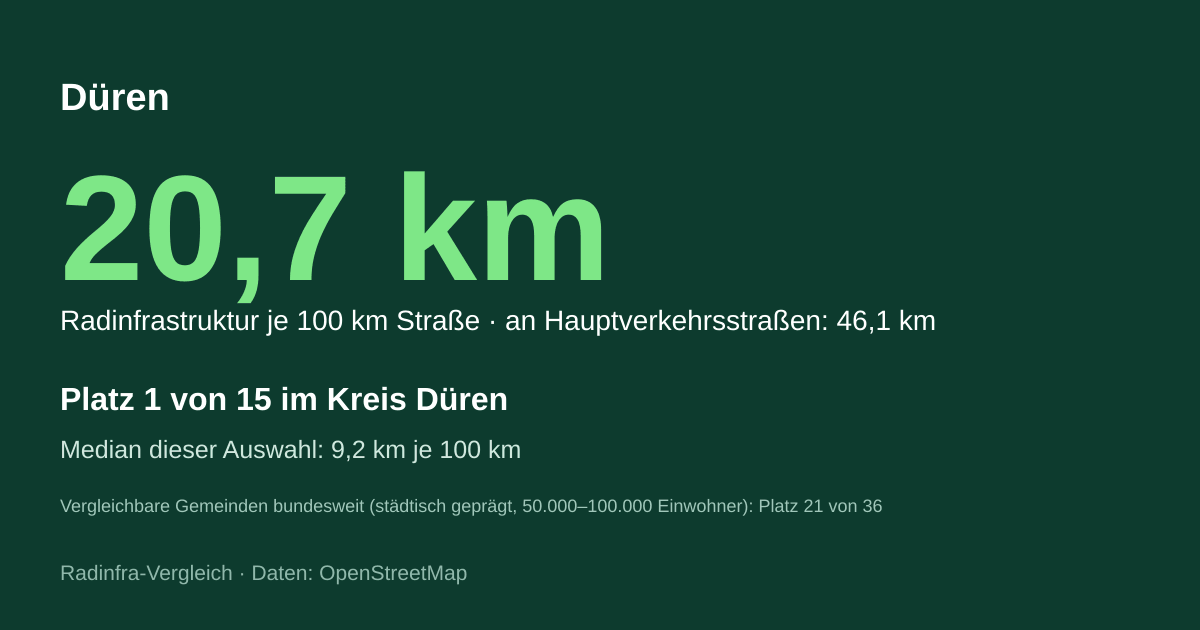 Düren
20,7 km
Radinfrastruktur je 100 km Straße · an Hauptverkehrsstraßen: 46,1 km
Platz 1 von 15 im Kreis Düren
Median dieser Auswahl: 9,2 km je 100 km
Vergleichbare Gemeinden bundesweit (städtisch geprägt, 50.000–100.000 Einwohner): Platz 21 von 36
Radinfra-Vergleich · Daten: OpenStreetMap